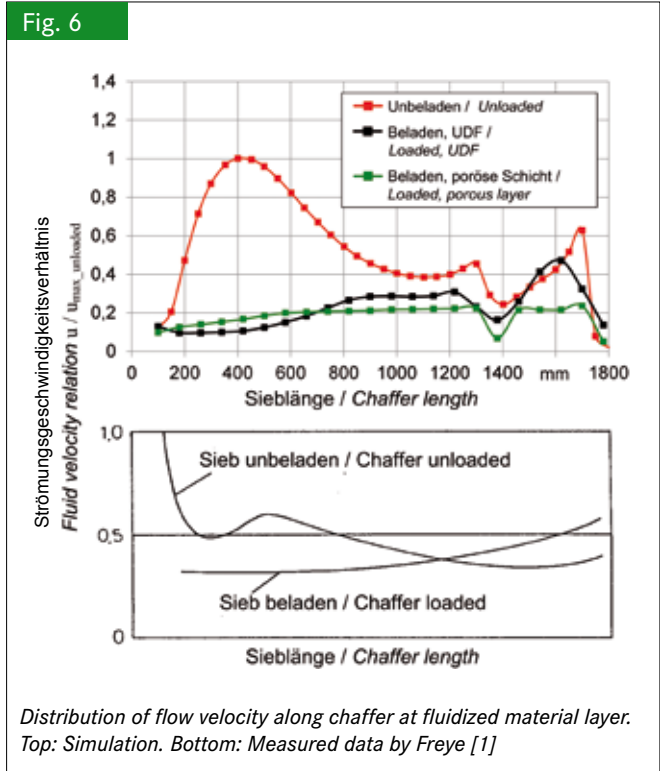 Fig. 6
Strömungsgeschwindigkeitsverhältnis
Fluid velocity relation u / u_max_unloaded
1,4
1,2
1
0,8
0,6
0,4
0,2
0
Unbeladen / Unloaded
Beladen, UDF /
Loaded, UDF
Beladen, poröse Schicht /
Loaded, porous layer
0 200 400 600 800 1000 1200 1400 mm 1800
Sieblänge / Chaffer length
1,0
0,5
0
Sieb unbeladen / Chaffer unloaded
Sieb beladen / Chaffer loaded
Sieblänge / Chaffer length
Distribution of flow velocity along chaffer at fluidized material layer.
Top: Simulation. Bottom: Measured data by Freye [1]